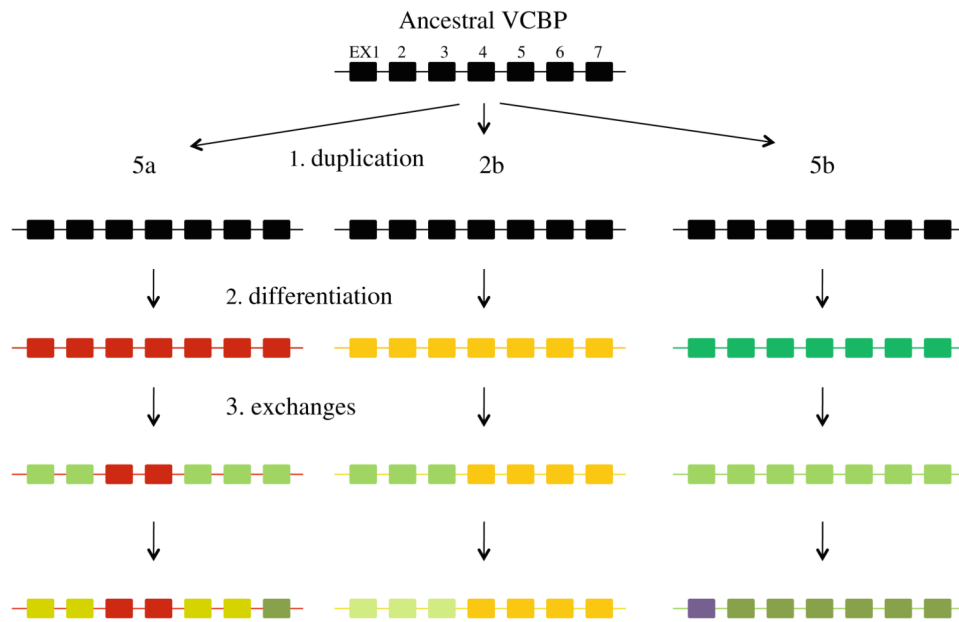 Ancestral VCBP
EX1 2 3 4 5 6 7
5a 1. duplication 2b 5b
2. differentiation
3. exchanges